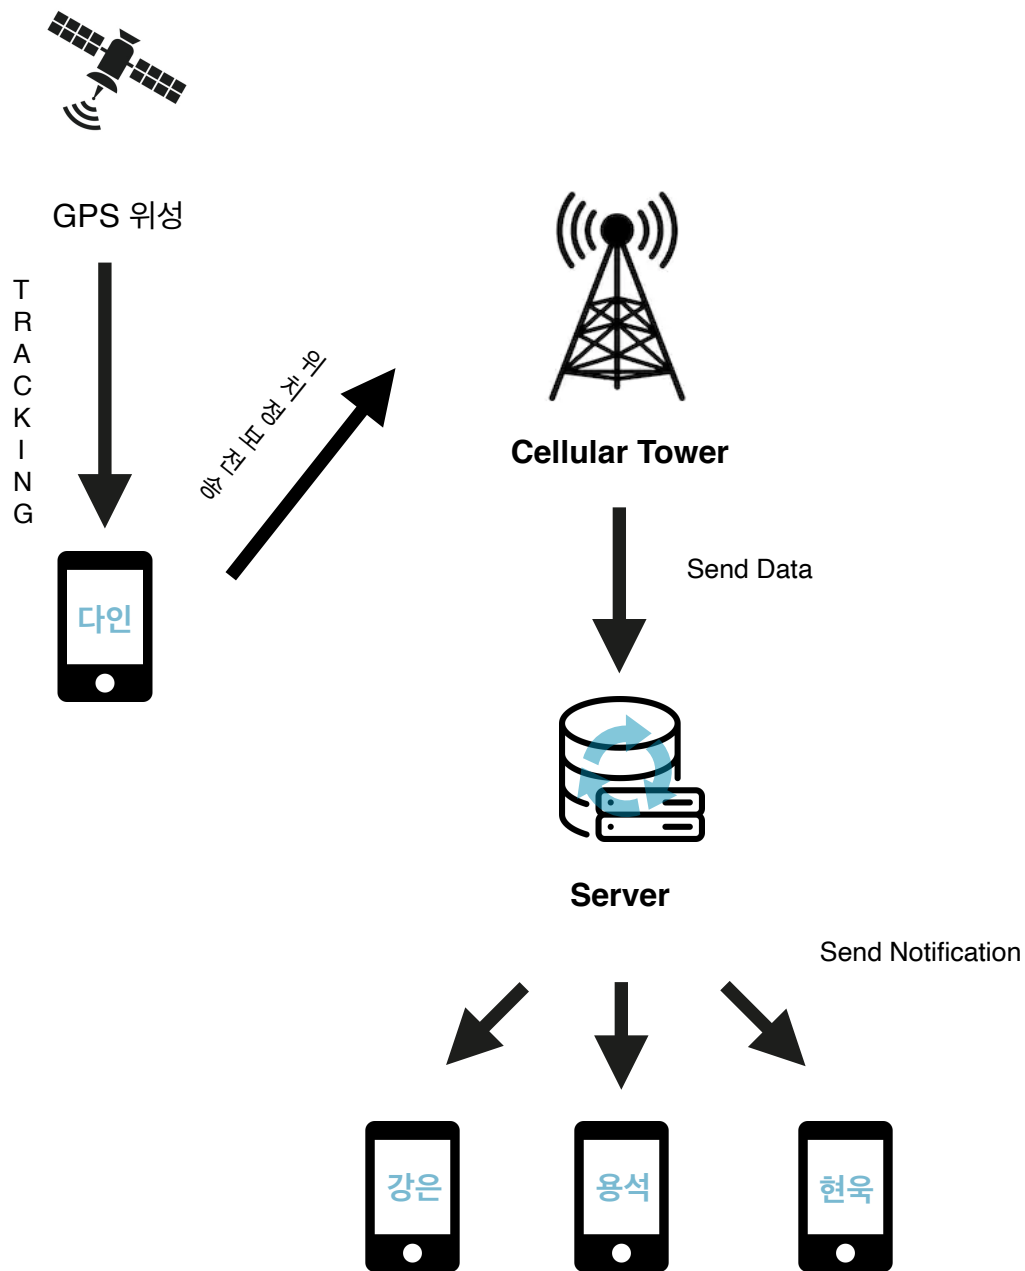 GPS 위성
TRACKING
위치정보전송
다인
Cellular Tower
Send Data
Server
Send Notification
강은
용석
현욱